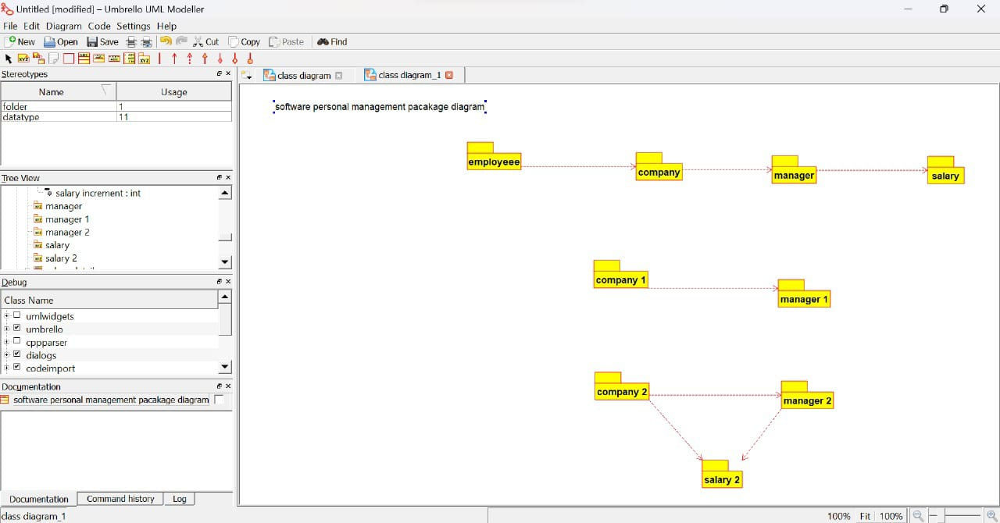 Untitled [modified] – Umbrello UML Modeller
File Edit Diagram Code Settings Help
New Open Save Cut Copy Paste Find
Stereotypes
Name Usage
folder 1
datatype 11
Tree View
salary increment : int
manager
manager 1
manager 2
salary
salary 2
Debug
Class Name
umlwidgets
umbrello
cppparser
dialogs
codeimport
Documentation
software personal management pacakage diagram
Documentation Command history Log
class diagram class diagram_1
software personal management pacakage diagram
employeee
company
manager
salary
company 1
manager 1
company 2
manager 2
salary 2
class diagram_1
100% Fit 100%